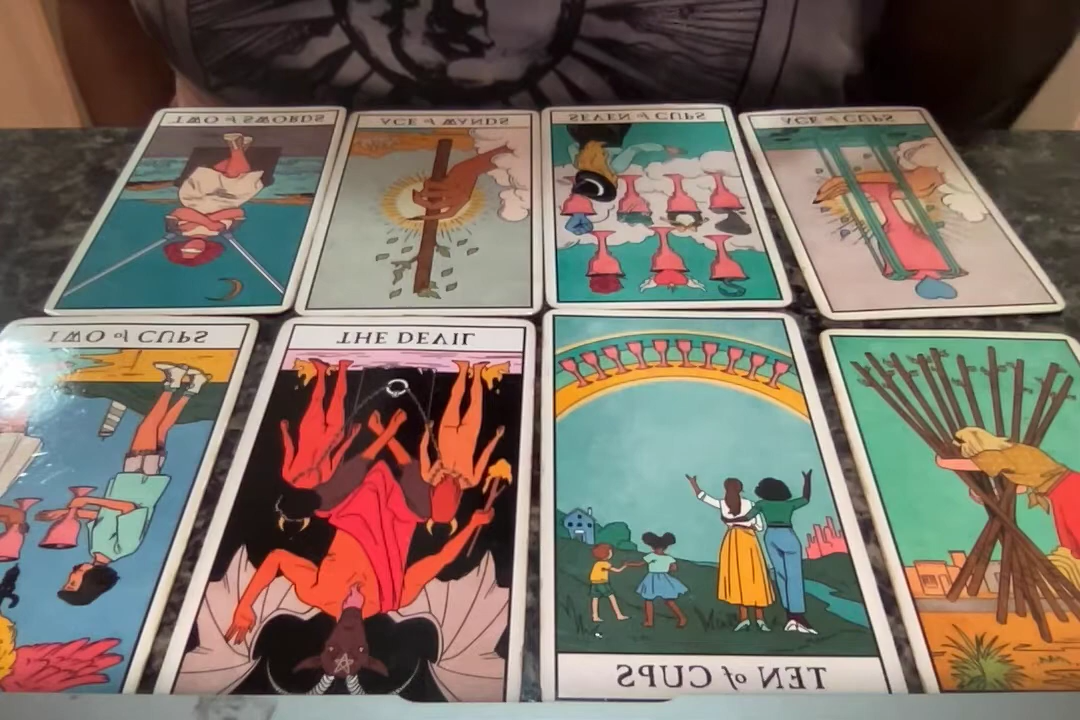 TWO of SWORDS
ACE of WANDS
SEVEN of CUPS
ACE of CUPS
TWO of CUPS
THE DEVIL
TEN of CUPS